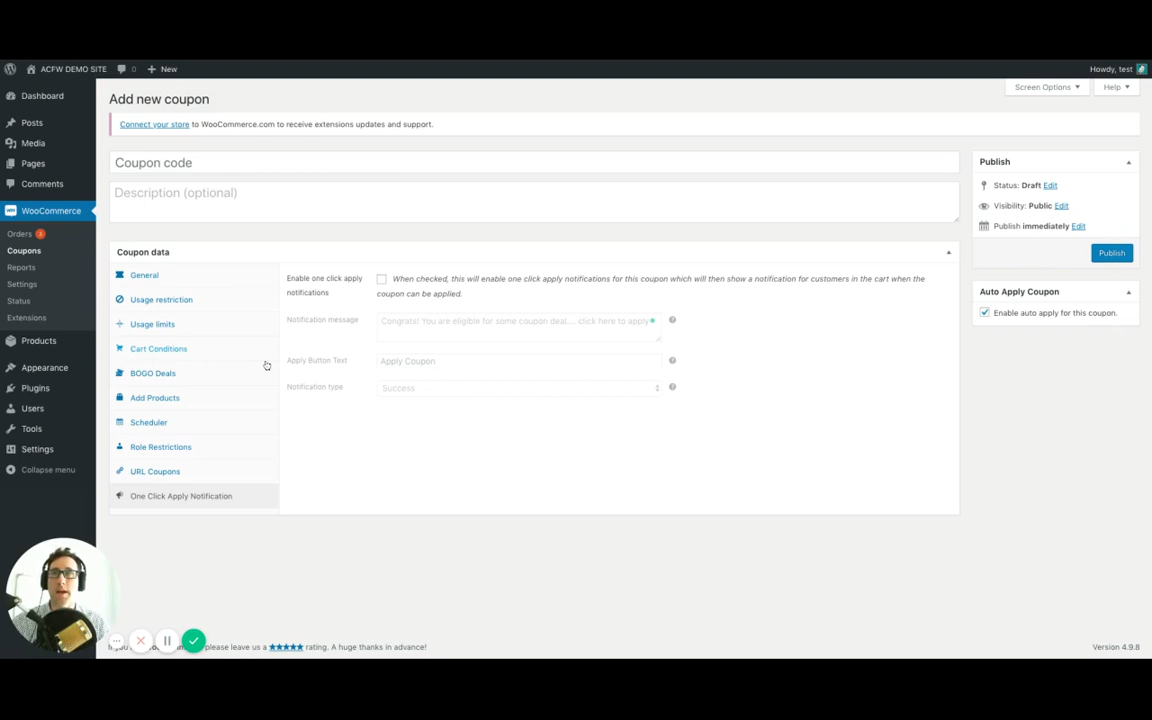 ACFW DEMO SITE
0
New
Howdy, test
Screen Options
Help
Dashboard
Posts
Media
Pages
Comments
WooCommerce
Orders 3
Coupons
Reports
Settings
Status
Extensions
Products
Appearance
Plugins
Users
Tools
Settings
Collapse menu
Add new coupon
Connect your store to WooCommerce.com to receive extensions updates and support.
Coupon code
Description (optional)
Coupon data
General
Usage restriction
Usage limits
Cart Conditions
BOGO Deals
Add Products
Scheduler
Role Restrictions
URL Coupons
One Click Apply Notification
Enable one click apply
notifications
When checked, this will enable one click apply notifications for this coupon which will then show a notification for customers in the cart when the
coupon can be applied.
Notification message
Congrats! You are eligible for some coupon deal.... click here to apply
Apply Button Text
Apply Coupon
Notification type
Success
Publish
Status: Draft Edit
Visibility: Public Edit
Publish immediately Edit
Publish
Auto Apply Coupon
Enable auto apply for this coupon.
please leave us a ★★★★★ rating. A huge thanks in advance!
Version 4.9.8